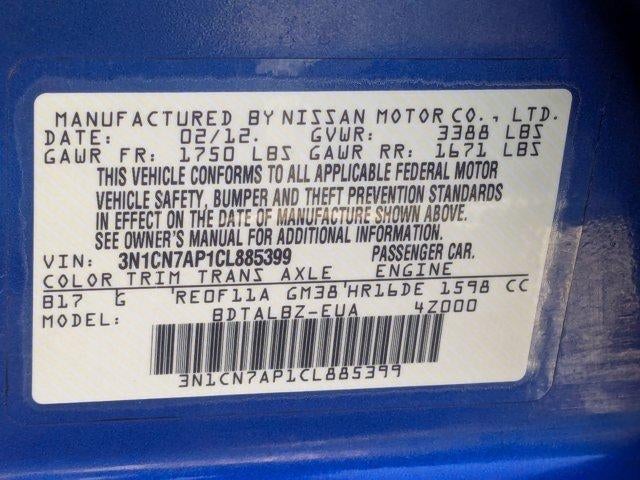 MANUFACTURED BY NISSAN MOTOR CO., LTD.
DATE: 02/12. GVWR: 3388 LBS
GAWR FR: 1750 LBS GAWR RR: 1671 LBS
THIS VEHICLE CONFORMS TO ALL APPLICABLE FEDERAL MOTOR
VEHICLE SAFETY, BUMPER AND THEFT PREVENTION STANDARDS
IN EFFECT ON THE DATE OF MANUFACTURE SHOWN ABOVE.
SEE OWNER'S MANUAL FOR ADDITIONAL INFORMATION.
VIN: 3N1CN7AP1CL885399 PASSENGER CAR.
COLOR TRIM TRANS AXLE ENGINE
B17 G RE0F11A GM38 HR16DE 1598 CC
MODEL: BDTALBZ-EUA 4Z000
3N1CN7AP1CL885399